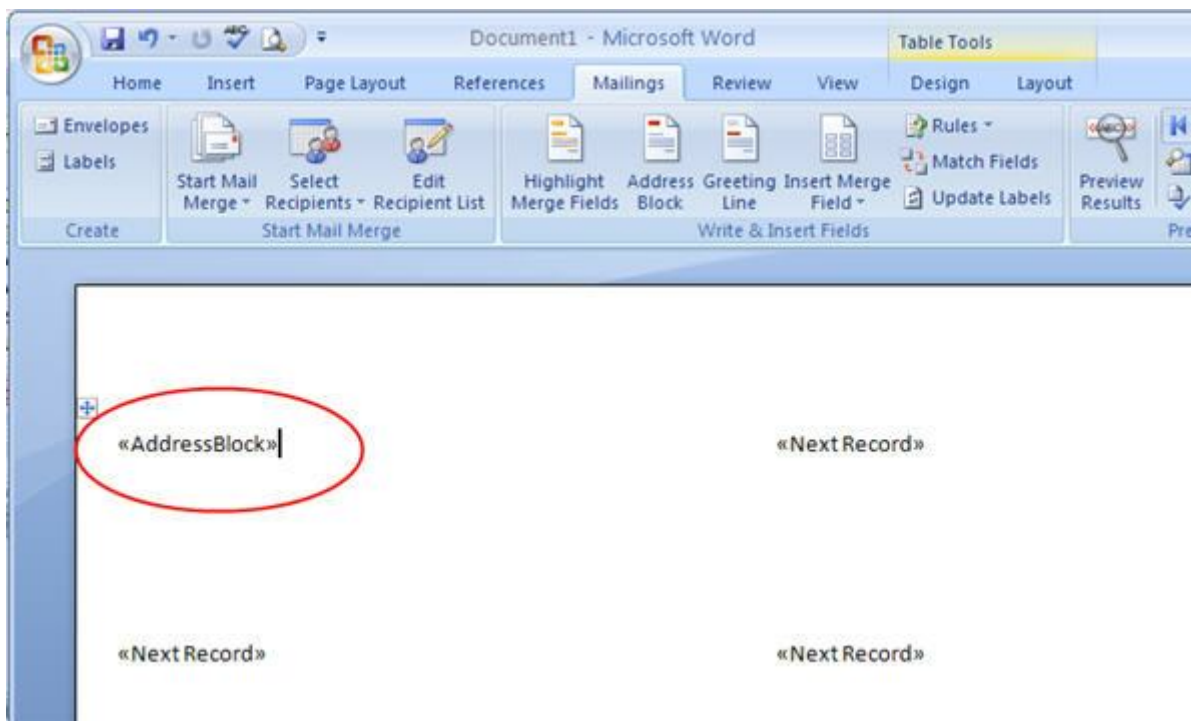 Document1 - Microsoft Word
Table Tools
Home Insert Page Layout References Mailings Review View Design Layout
Envelopes
Labels
Start Mail Merge
Select Recipients
Edit Recipient List
Highlight Merge Fields
Address Block
Greeting Line
Insert Merge Field
Rules
Match Fields
Update Labels
Preview Results
Create
Start Mail Merge
Write & Insert Fields
Pre
«AddressBlock»
«Next Record»
«Next Record»
«Next Record»